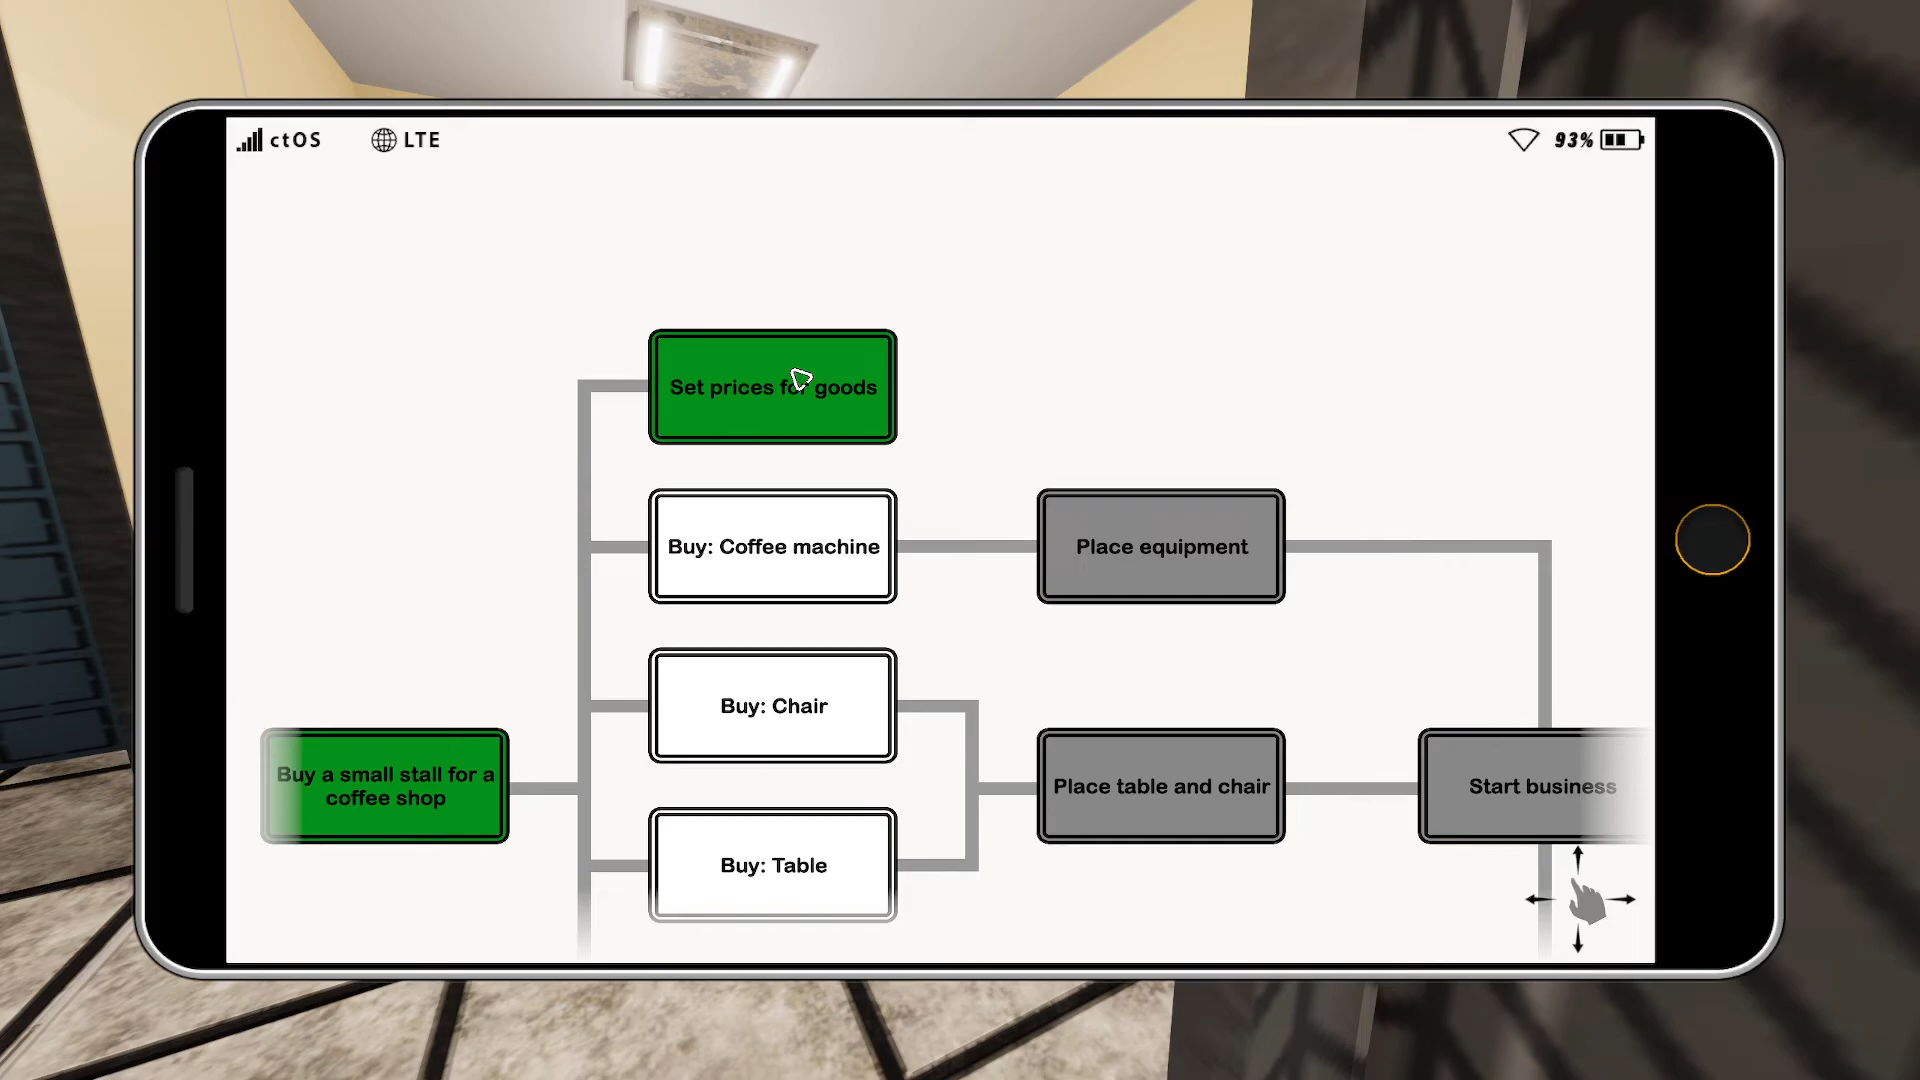 ctOS LTE 93%
Set prices for goods
Buy: Coffee machine
Place equipment
Buy: Chair
Buy a small stall for a
coffee shop
Place table and chair
Start business
Buy: Table